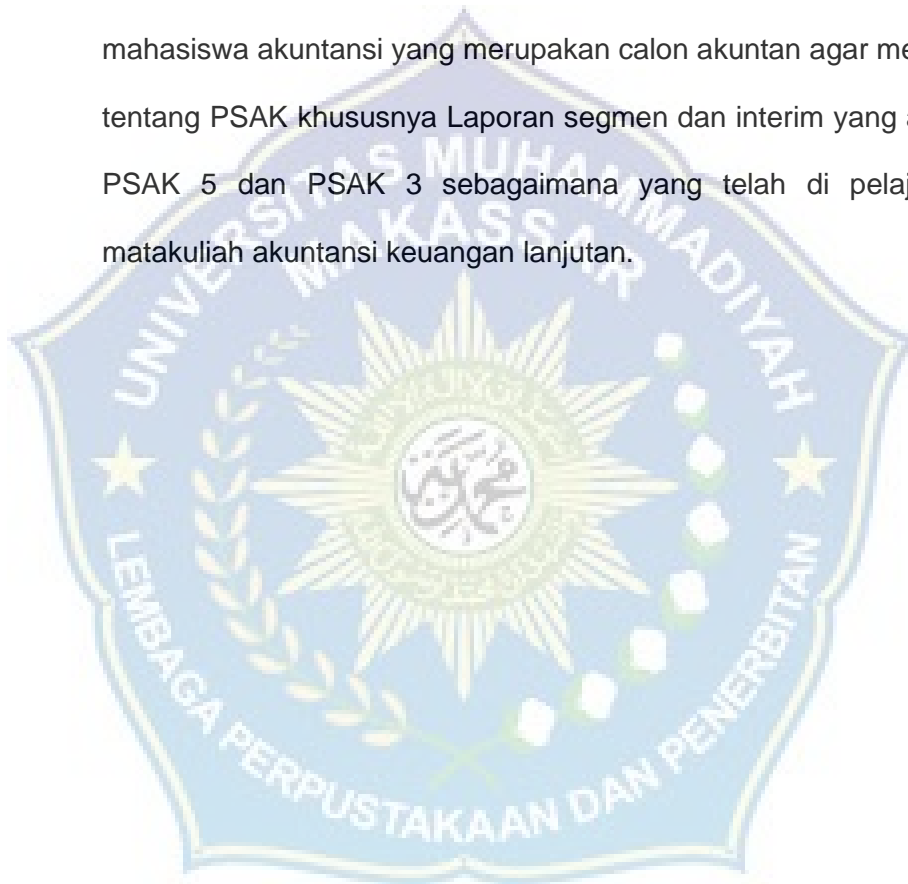 mahasiswa akuntansi yang merupakan calon akuntan agar me
tentang PSAK khususnya Laporan segmen dan interim yang a
PSAK 5 dan PSAK 3 sebagaimana yang telah di pelaj
matakuliah akuntansi keuangan lanjutan.
UNIVERSITAS MUHAMMADIYAH
MAKASSAR
LEMBAGA PERPUSTAKAAN DAN PENERBITAN